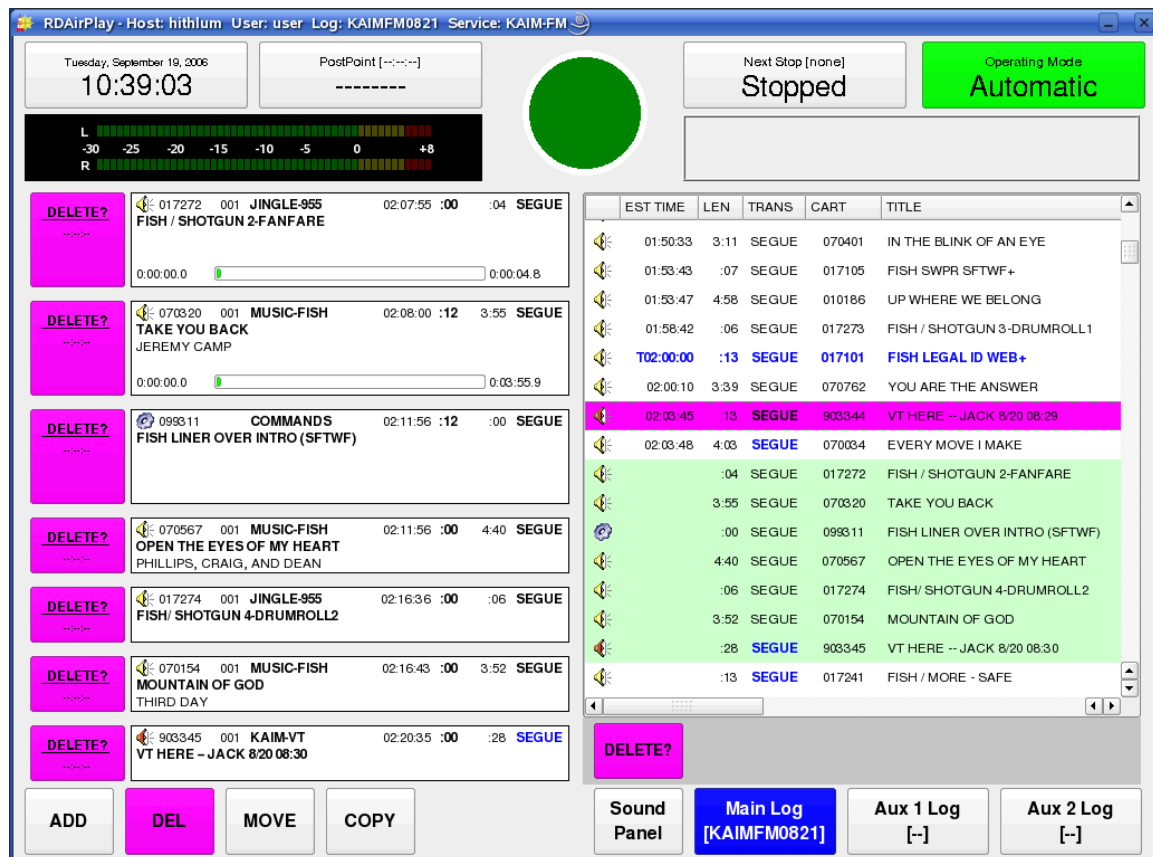 RDAirPlay - Host: hithlum User: user Log: KAIMFM0821 Service: KAIM-FM
Tuesday, September 19, 2006
10:39:03
PostPoint [--:--:--]
--------
Next Stop [none]
Stopped
Operating Mode
Automatic
L
-30 -25 -20 -15 -10 -5 0 +8
R
DELETE?
--:--:--
017272 001 JINGLE-955 02:07:55 :00 :04 SEGUE
FISH / SHOTGUN 2-FANFARE
0:00:00.0 0:00:04.8
DELETE?
--:--:--
070320 001 MUSIC-FISH 02:08:00 :12 3:55 SEGUE
TAKE YOU BACK
JEREMY CAMP
0:00:00.0 0:03:55.9
DELETE?
--:--:--
099311 COMMANDS 02:11:56 :12 :00 SEGUE
FISH LINER OVER INTRO (SFTWF)
DELETE?
--:--:--
070567 001 MUSIC-FISH 02:11:56 :00 4:40 SEGUE
OPEN THE EYES OF MY HEART
PHILLIPS, CRAIG, AND DEAN
DELETE?
--:--:--
017274 001 JINGLE-955 02:16:36 :00 :06 SEGUE
FISH/ SHOTGUN 4-DRUMROLL2
DELETE?
--:--:--
070154 001 MUSIC-FISH 02:16:43 :00 3:52 SEGUE
MOUNTAIN OF GOD
THIRD DAY
DELETE?
--:--:--
903345 001 KAIM-VT 02:20:35 :00 :28 SEGUE
VT HERE -- JACK 8/20 08:30
EST TIME LEN TRANS CART TITLE
01:50:33 3:11 SEGUE 070401 IN THE BLINK OF AN EYE
01:53:43 :07 SEGUE 017105 FISH SWPR SFTWF+
01:53:47 4:58 SEGUE 010186 UP WHERE WE BELONG
01:58:42 :06 SEGUE 017273 FISH / SHOTGUN 3-DRUMROLL1
T02:00:00 :13 SEGUE 017101 FISH LEGAL ID WEB+
02:00:10 3:39 SEGUE 070762 YOU ARE THE ANSWER
02:03:45 :13 SEGUE 903344 VT HERE -- JACK 8/20 08:29
02:03:48 4:03 SEGUE 070034 EVERY MOVE I MAKE
:04 SEGUE 017272 FISH / SHOTGUN 2-FANFARE
3:55 SEGUE 070320 TAKE YOU BACK
:00 SEGUE 099311 FISH LINER OVER INTRO (SFTWF)
4:40 SEGUE 070567 OPEN THE EYES OF MY HEART
:06 SEGUE 017274 FISH/ SHOTGUN 4-DRUMROLL2
3:52 SEGUE 070154 MOUNTAIN OF GOD
:28 SEGUE 903345 VT HERE -- JACK 8/20 08:30
:13 SEGUE 017241 FISH / MORE - SAFE
DELETE?
ADD
DEL
MOVE
COPY
Sound
Panel
Main Log
[KAIMFM0821]
Aux 1 Log
[--]
Aux 2 Log
[--]